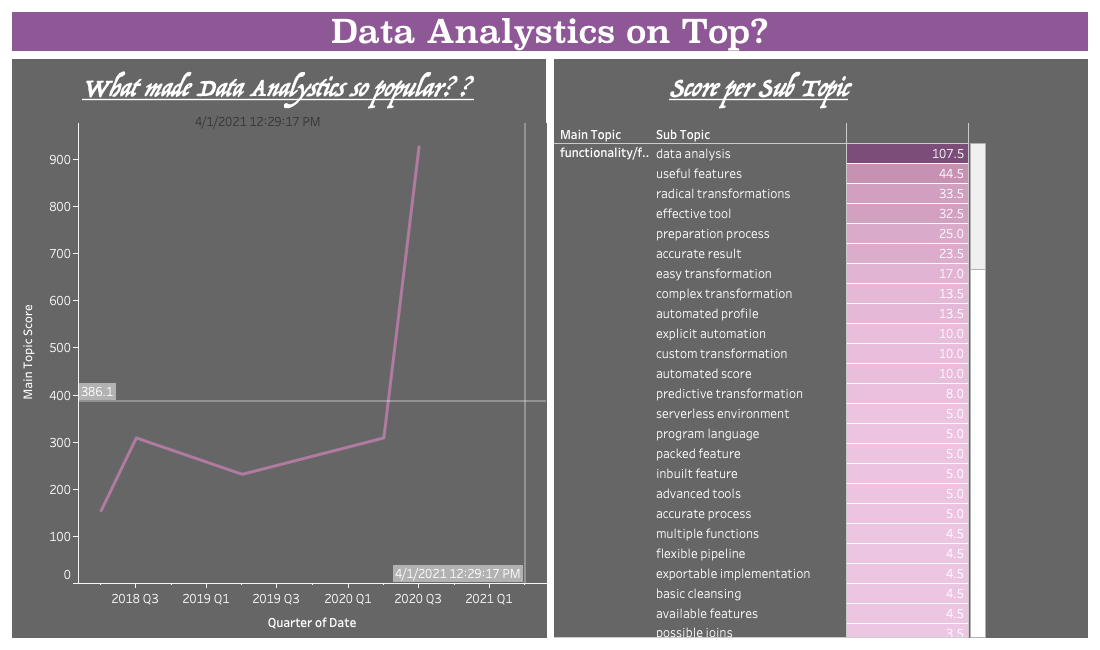 Data Analystics on Top?
What made Data Analystics so popular? ?
4/1/2021 12:29:17 PM
Main Topic Score
900
800
700
600
500
400
386.1
300
200
100
0
4/1/2021 12:29:17 PM
2018 Q3 2019 Q1 2019 Q3 2020 Q1 2020 Q3 2021 Q1
Quarter of Date
Score per Sub Topic
Main Topic Sub Topic
functionality/f.. data analysis 107.5
useful features 44.5
radical transformations 33.5
effective tool 32.5
preparation process 25.0
accurate result 23.5
easy transformation 17.0
complex transformation 13.5
automated profile 13.5
explicit automation 10.0
custom transformation 10.0
automated score 10.0
predictive transformation 8.0
serverless environment 5.0
program language 5.0
packed feature 5.0
inbuilt feature 5.0
advanced tools 5.0
accurate process 5.0
multiple functions 4.5
flexible pipeline 4.5
exportable implementation 4.5
basic cleansing 4.5
available features 4.5
possible joins 3.5